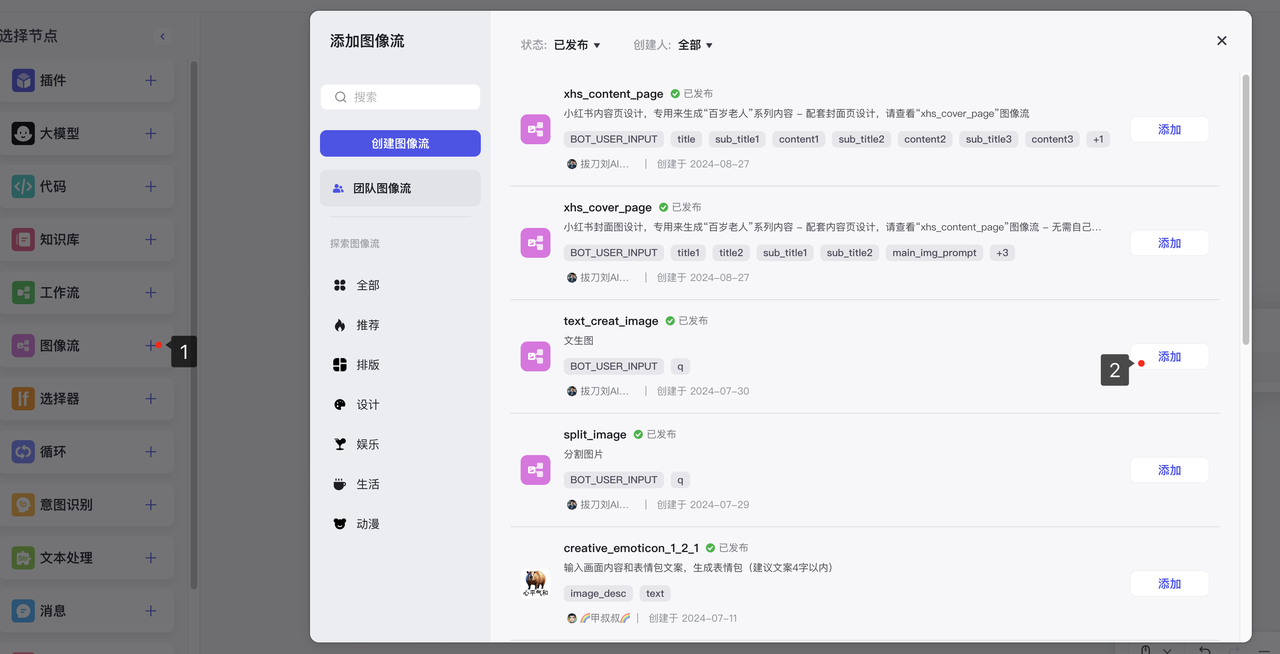 选择节点
插件
大模型
代码
知识库
工作流
图像流
1
选择器
循环
意图识别
文本处理
消息
添加图像流
搜索
创建图像流
团队图像流
探索图像流
全部
推荐
排版
设计
娱乐
生活
动漫
状态: 已发布
创建人: 全部
xhs_content_page 已发布
小红书内容页设计，专用来生成“百岁老人”系列内容 – 配套封面页设计，请查看“xhs_cover_page”图像流
BOT_USER_INPUT title sub_title1 content1 sub_title2 content2 sub_title3 content3 +1
拔刀刘AI... | 创建于 2024-08-27
添加
xhs_cover_page 已发布
小红书封面图设计，专用来生成“百岁老人”系列内容 – 配套内容页设计，请查看“xhs_content_page”图像流 – 无需自己...
BOT_USER_INPUT title1 title2 sub_title1 sub_title2 main_img_prompt +3
拔刀刘AI... | 创建于 2024-08-27
添加
text_creat_image 已发布
文生图
BOT_USER_INPUT q
拔刀刘AI... | 创建于 2024-07-30
2
添加
split_image 已发布
分割图片
BOT_USER_INPUT q
拔刀刘AI... | 创建于 2024-07-29
添加
creative_emoticon_1_2_1 已发布
输入画面内容和表情包文案，生成表情包（建议文案4字以内）
心平气和
image_desc text
🌈甲叔叔🌈 | 创建于 2024-07-11
添加